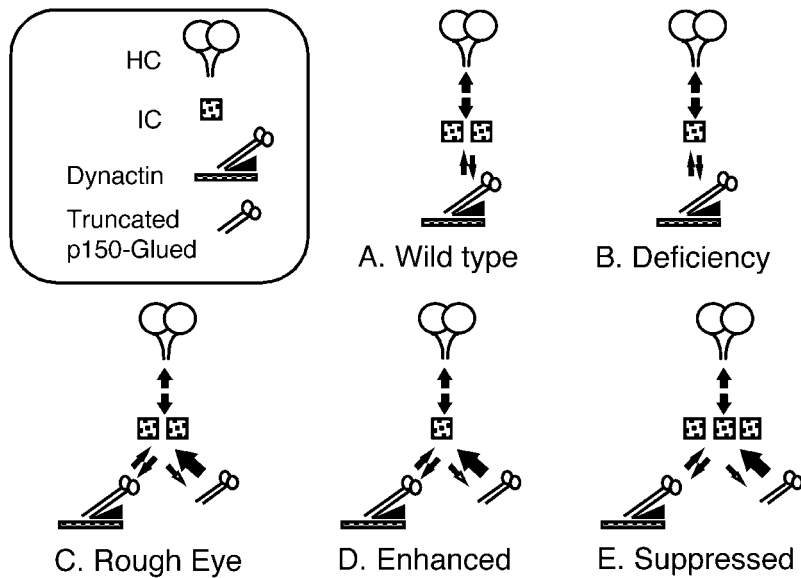 HC
IC
Dynactin
Truncated
p150-Glued
A. Wild type
B. Deficiency
C. Rough Eye
D. Enhanced
E. Suppressed